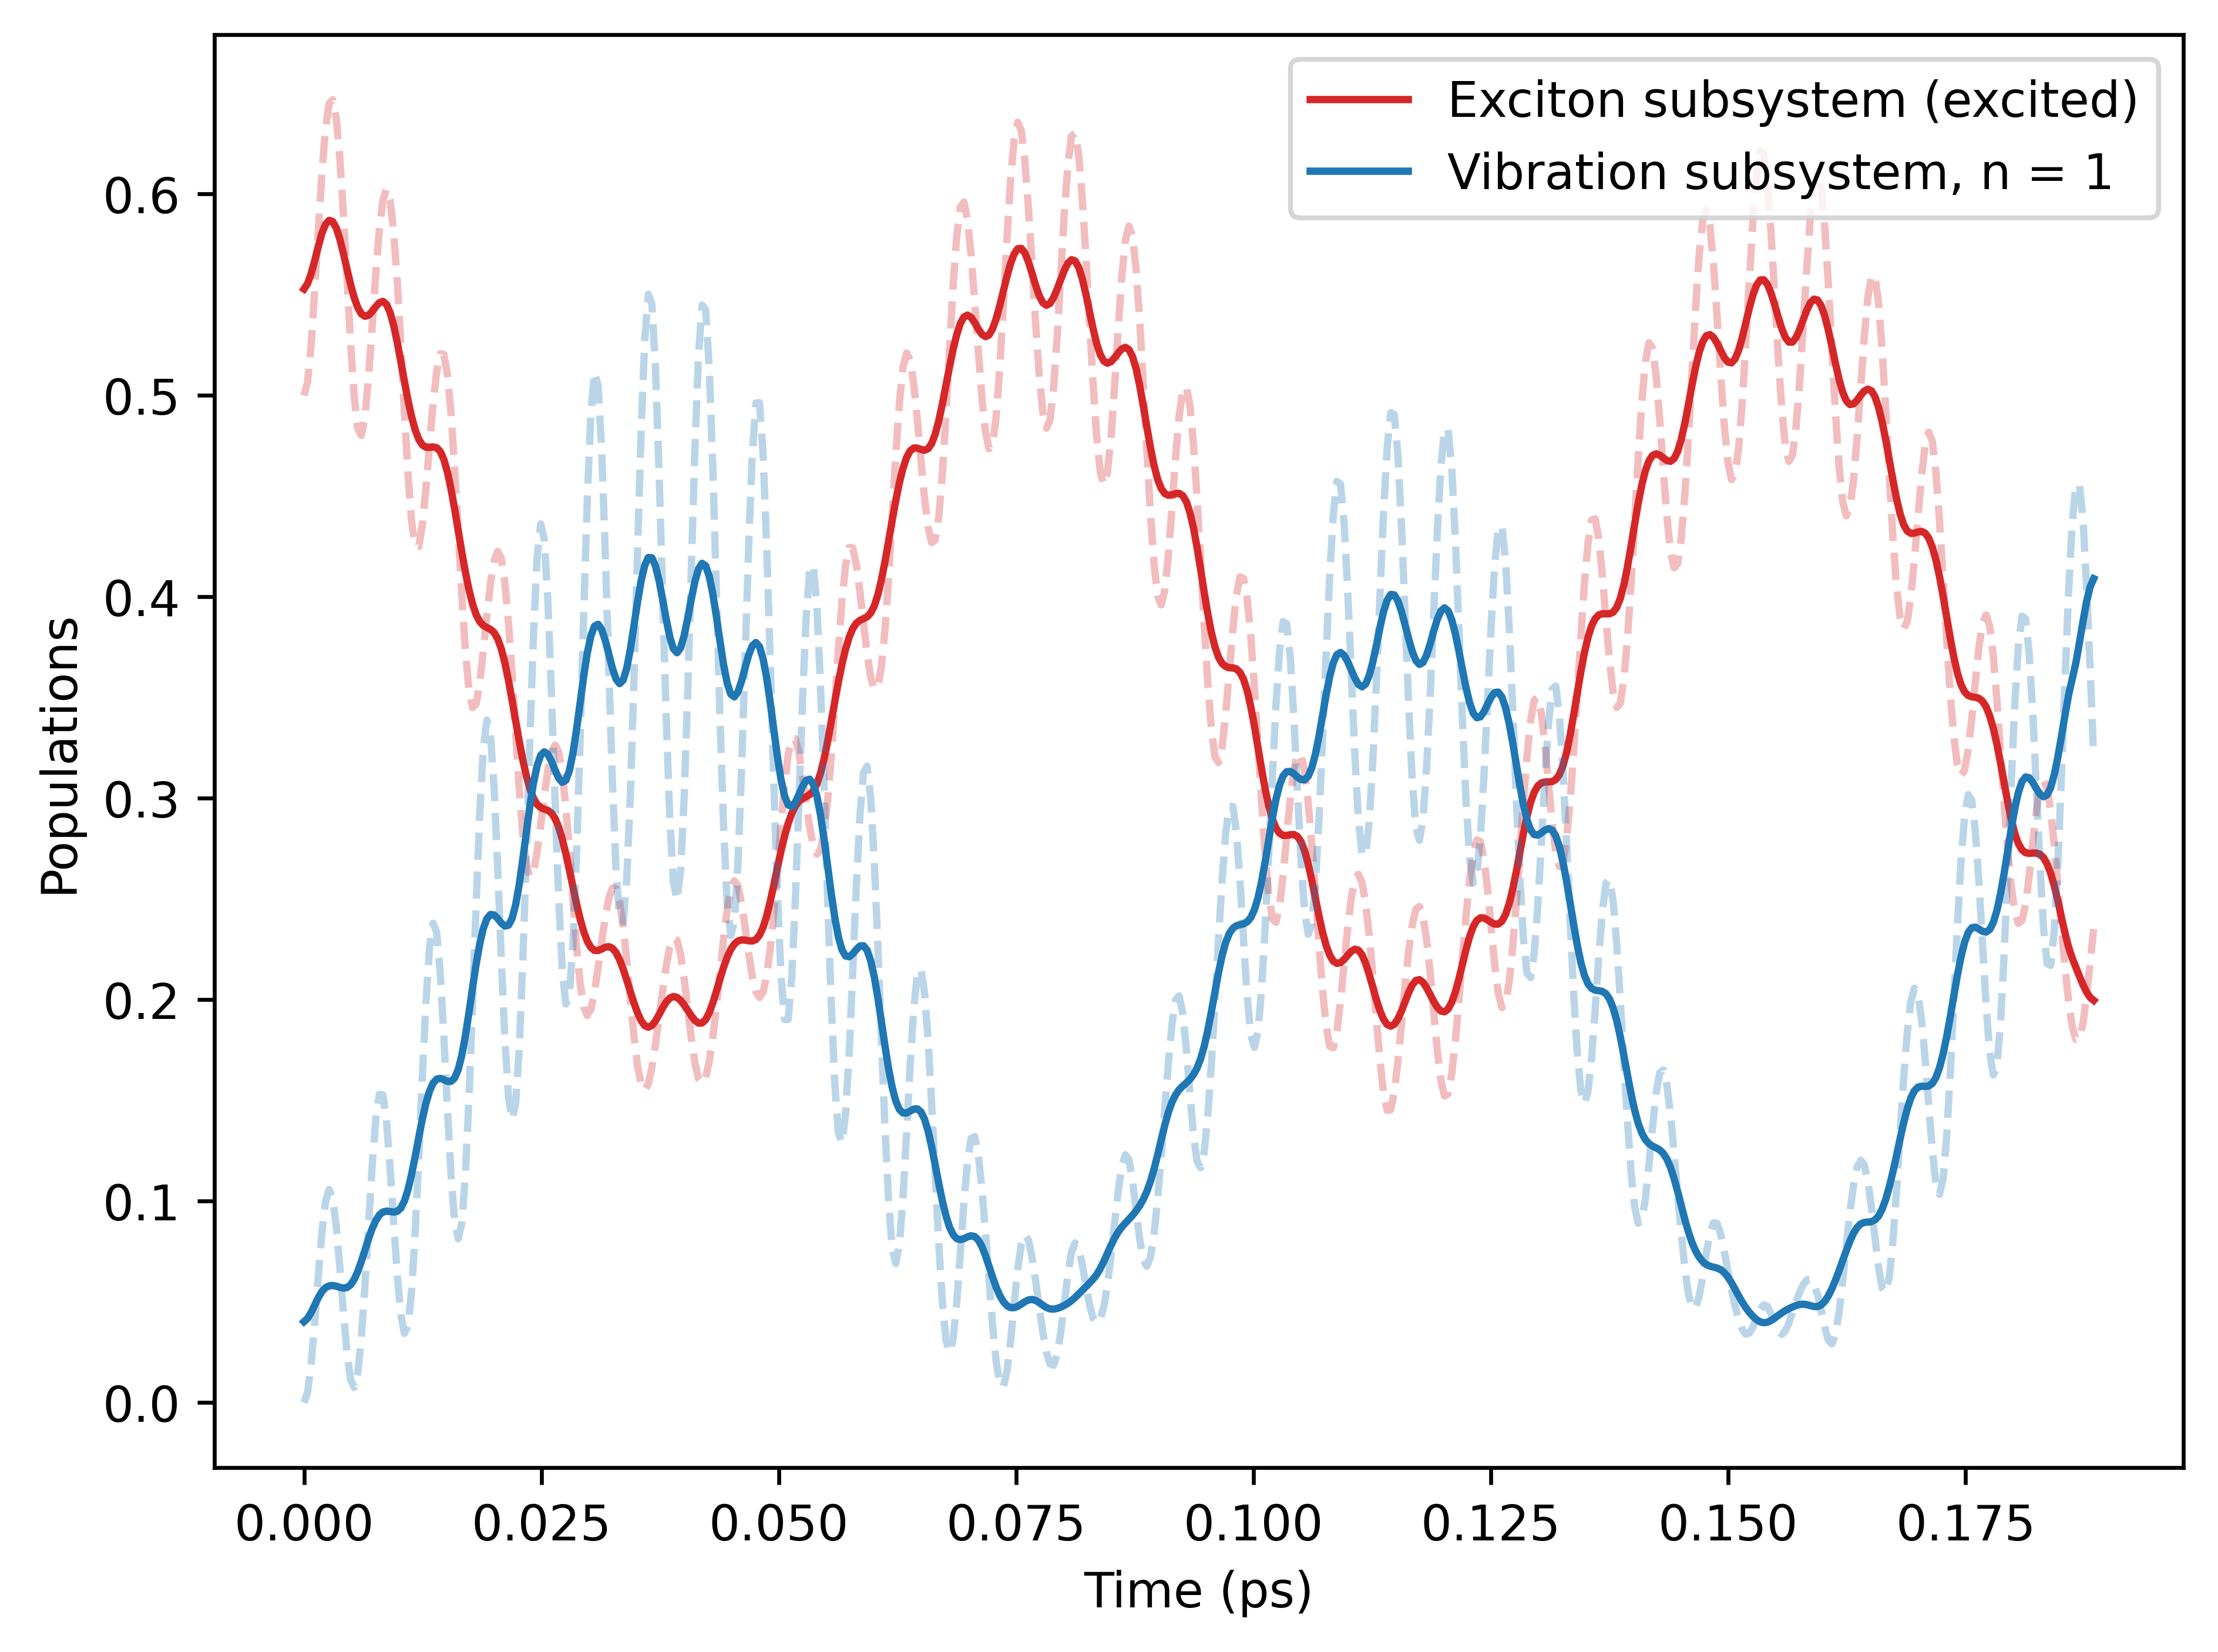 Exciton subsystem (excited)
Vibration subsystem, n = 1
0.6
0.5
0.4
0.3
0.2
0.1
0.0
Populations
0.000 0.025 0.050 0.075 0.100 0.125 0.150 0.175
Time (ps)